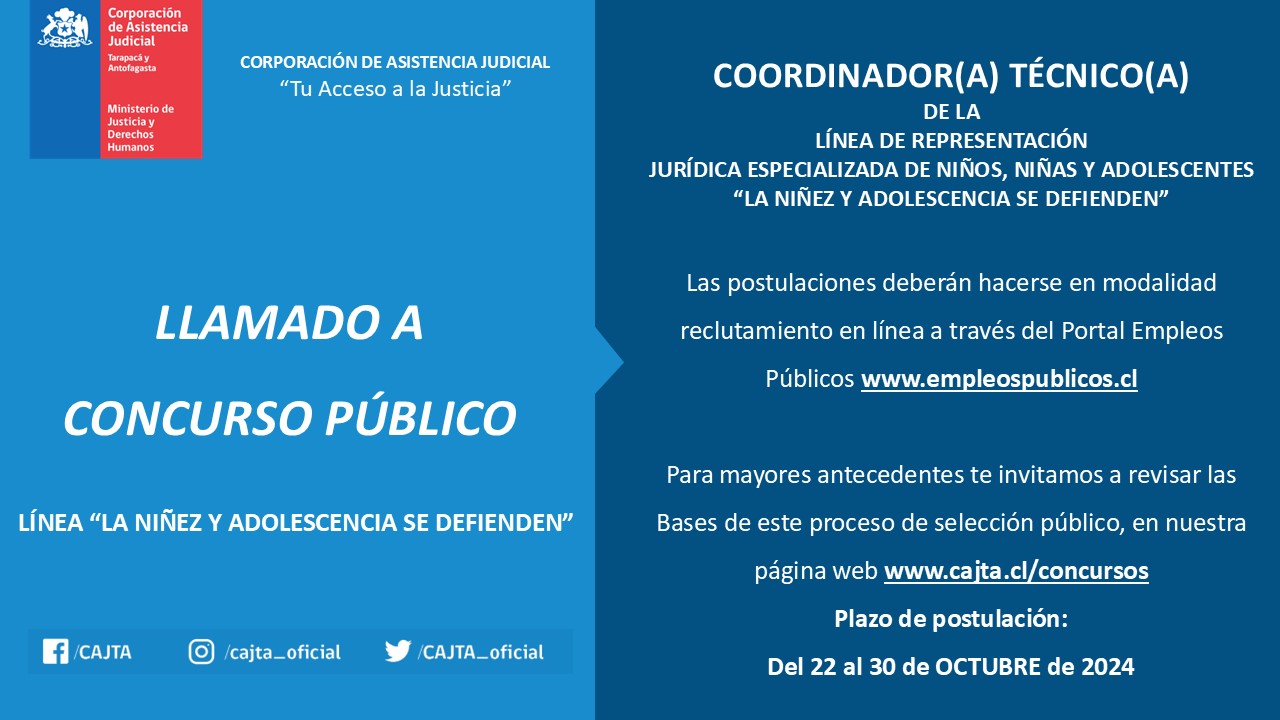 Corporación
de Asistencia
Judicial
Tarapacá y
Antofagasta
Ministerio de
Justicia y
Derechos
Humanos
CORPORACIÓN DE ASISTENCIA JUDICIAL
“Tu Acceso a la Justicia”
LLAMADO A
CONCURSO PÚBLICO
LÍNEA “LA NIÑEZ Y ADOLESCENCIA SE DEFIENDEN”
/CAJTA
/cajta_oficial
/CAJTA_oficial
COORDINADOR(A) TÉCNICO(A)
DE LA
LÍNEA DE REPRESENTACIÓN
JURÍDICA ESPECIALIZADA DE NIÑOS, NIÑAS Y ADOLESCENTES
“LA NIÑEZ Y ADOLESCENCIA SE DEFIENDEN”
Las postulaciones deberán hacerse en modalidad
reclutamiento en línea a través del Portal Empleos
Públicos www.empleospublicos.cl
Para mayores antecedentes te invitamos a revisar las
Bases de este proceso de selección público, en nuestra
página web www.cajta.cl/concursos
Plazo de postulación:
Del 22 al 30 de OCTUBRE de 2024